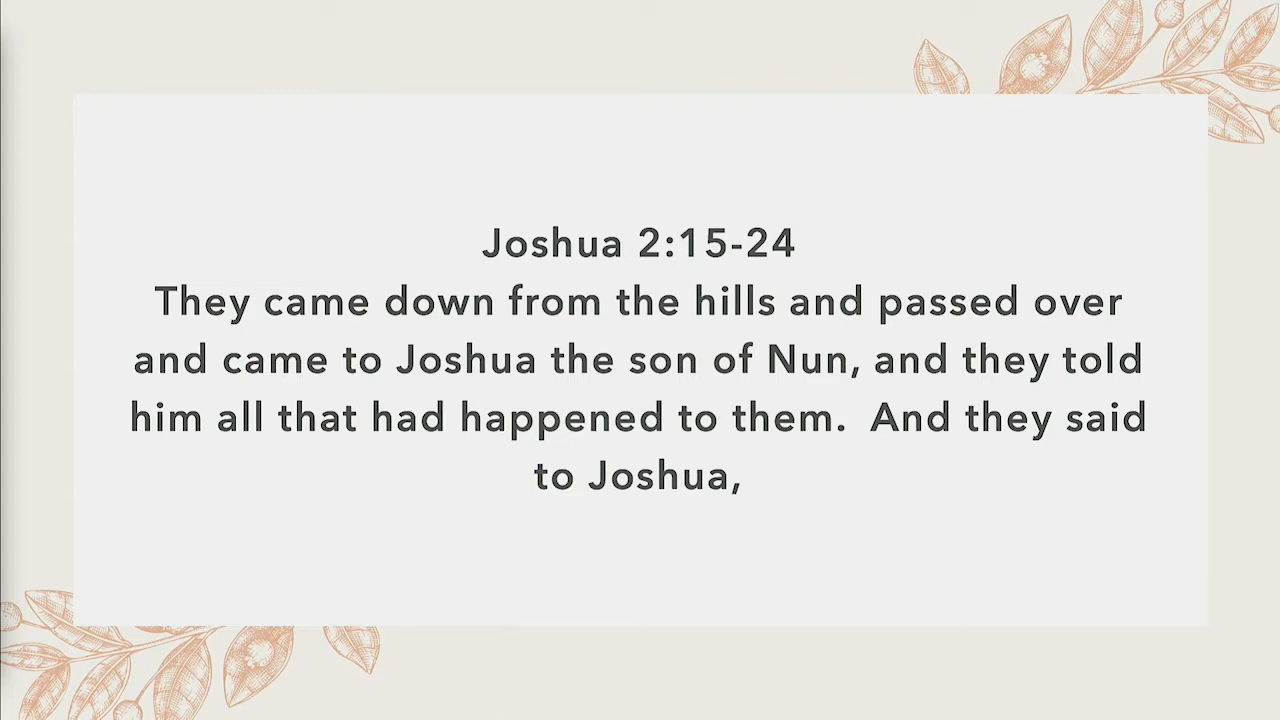 Joshua 2:15-24
They came down from the hills and passed over
and came to Joshua the son of Nun, and they told
him all that had happened to them.  And they said
to Joshua,